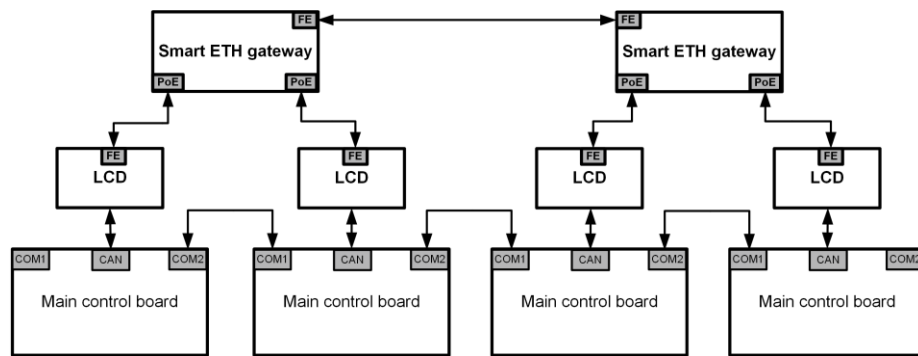 FE FE
Smart ETH gateway Smart ETH gateway
PoE PoE PoE PoE
FE FE FE FE
LCD LCD LCD LCD
COM1 CAN COM2 COM1 CAN COM2 COM1 CAN COM2 COM1 CAN COM2
Main control board Main control board Main control board Main control board